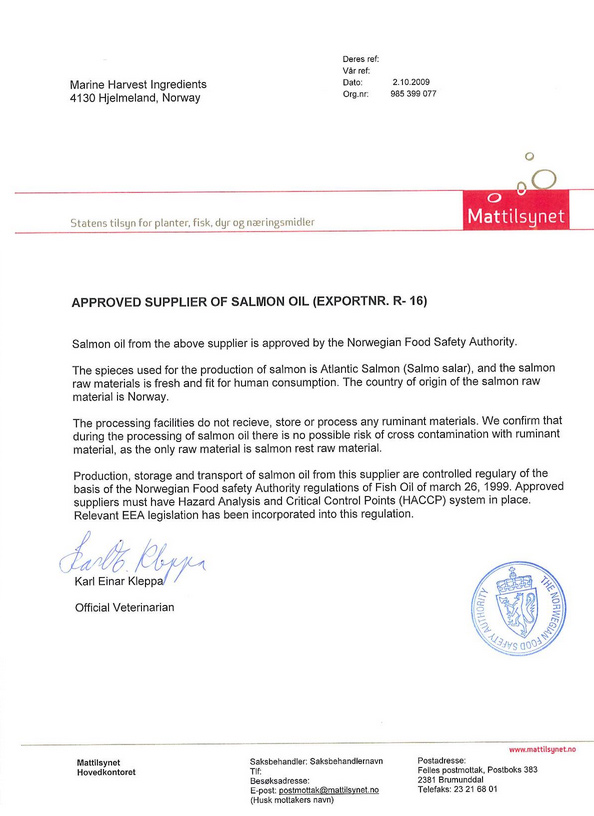 Marine Harvest Ingredients
4130 Hjelmeland, Norway
Deres ref:
Vår ref:
Dato: 2.10.2009
Org.nr: 985 399 077
Statens tilsyn for planter, fisk, dyr og næringsmidler
Mattilsynet
APPROVED SUPPLIER OF SALMON OIL (EXPORTNR. R- 16)
Salmon oil from the above supplier is approved by the Norwegian Food Safety Authority.
The spieces used for the production of salmon is Atlantic Salmon (Salmo salar), and the salmon
raw materials is fresh and fit for human consumption. The country of origin of the salmon raw
material is Norway.
The processing facilities do not recieve, store or process any ruminant materials. We confirm that
during the processing of salmon oil there is no possible risk of cross contamination with ruminant
material, as the only raw material is salmon rest raw material.
Production, storage and transport of salmon oil from this supplier are controlled regulary of the
basis of the Norwegian Food safety Authority regulations of Fish Oil of march 26, 1999. Approved
suppliers must have Hazard Analysis and Critical Control Points (HACCP) system in place.
Relevant EEA legislation has been incorporated into this regulation.
Karl E. Kleppa
Karl Einar Kleppa
Official Veterinarian
THE NORWEGIAN FOOD SAFETY AUTHORITY
www.mattilsynet.no
Mattilsynet
Hovedkontoret
Saksbehandler: Saksbehandlernavn
Tlf:
Besøksadresse:
E-post: postmottak@mattilsynet.no
(Husk mottakers navn)
Postadresse:
Felles postmottak, Postboks 383
2381 Brumunddal
Telefaks: 23 21 68 01